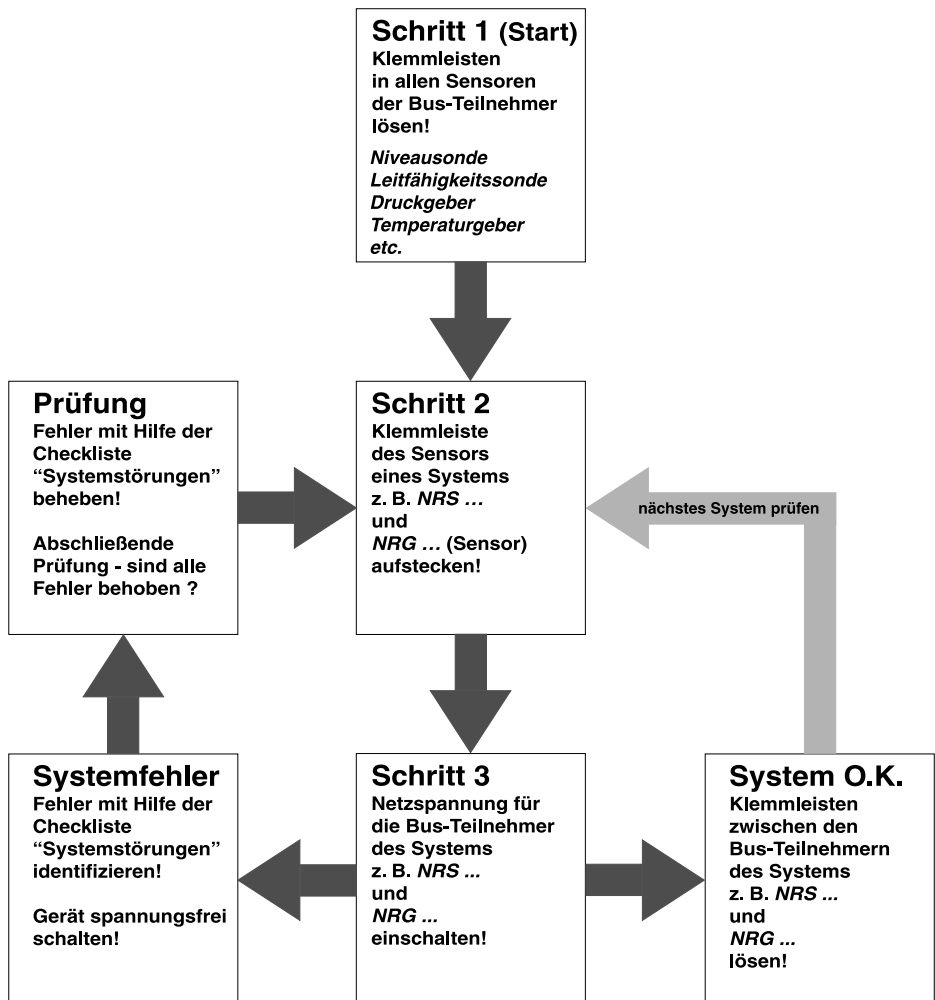 Schritt 1 (Start)
Klemmleisten
in allen Sensoren
der Bus-Teilnehmer
lösen!
Niveausonde
Leitfähigkeitssonde
Druckgeber
Temperaturgeber
etc.
Prüfung
Fehler mit Hilfe der
Checkliste
“Systemstörungen”
beheben!
Abschließende
Prüfung - sind alle
Fehler behoben ?
Schritt 2
Klemmleiste
des Sensors
eines Systems
z. B. NRS ...
und
NRG ... (Sensor)
aufstecken!
nächstes System prüfen
Systemfehler
Fehler mit Hilfe der
Checkliste
“Systemstörungen”
identifizieren!
Gerät spannungsfrei
schalten!
Schritt 3
Netzspannung für
die Bus-Teilnehmer
des Systems
z. B. NRS ...
und
NRG ...
einschalten!
System O.K.
Klemmleisten
zwischen den
Bus-Teilnehmern
des Systems
z. B. NRS ...
und
NRG ...
lösen!